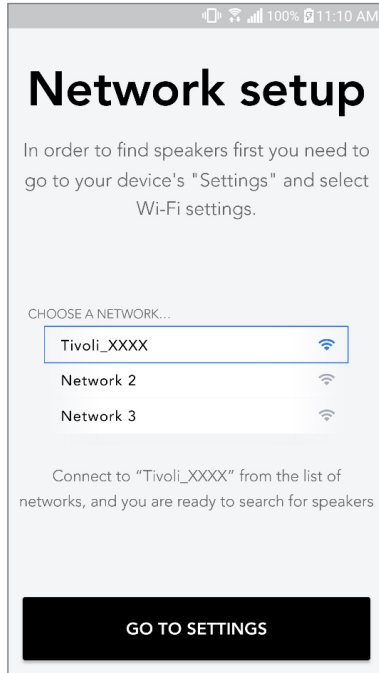 100% 11:10 AM
Network setup
In order to find speakers first you need to
go to your device's "Settings" and select
Wi-Fi settings.
CHOOSE A NETWORK...
Tivoli_XXXX
Network 2
Network 3
Connect to “Tivoli_XXXX” from the list of
networks, and you are ready to search for speakers
GO TO SETTINGS